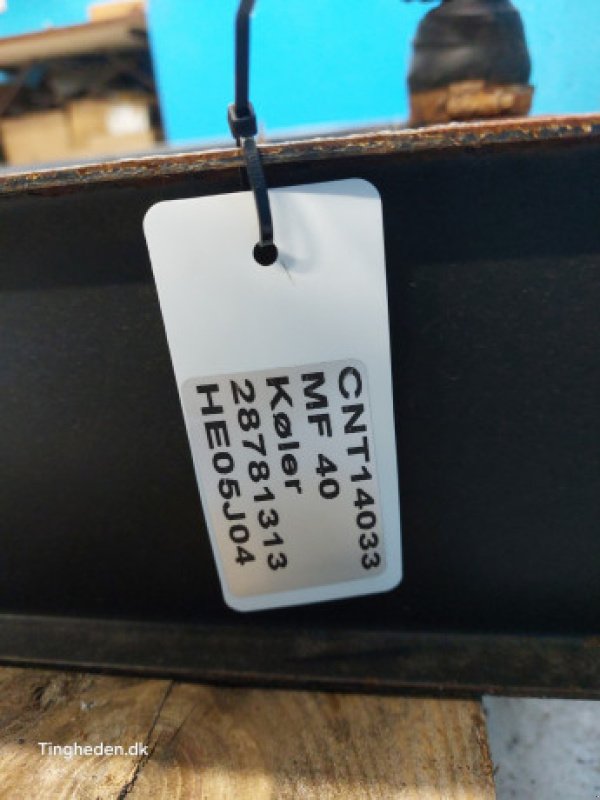 CNT14033
MF 40
Køler
28781313
HE05J04
Tingheden.dk